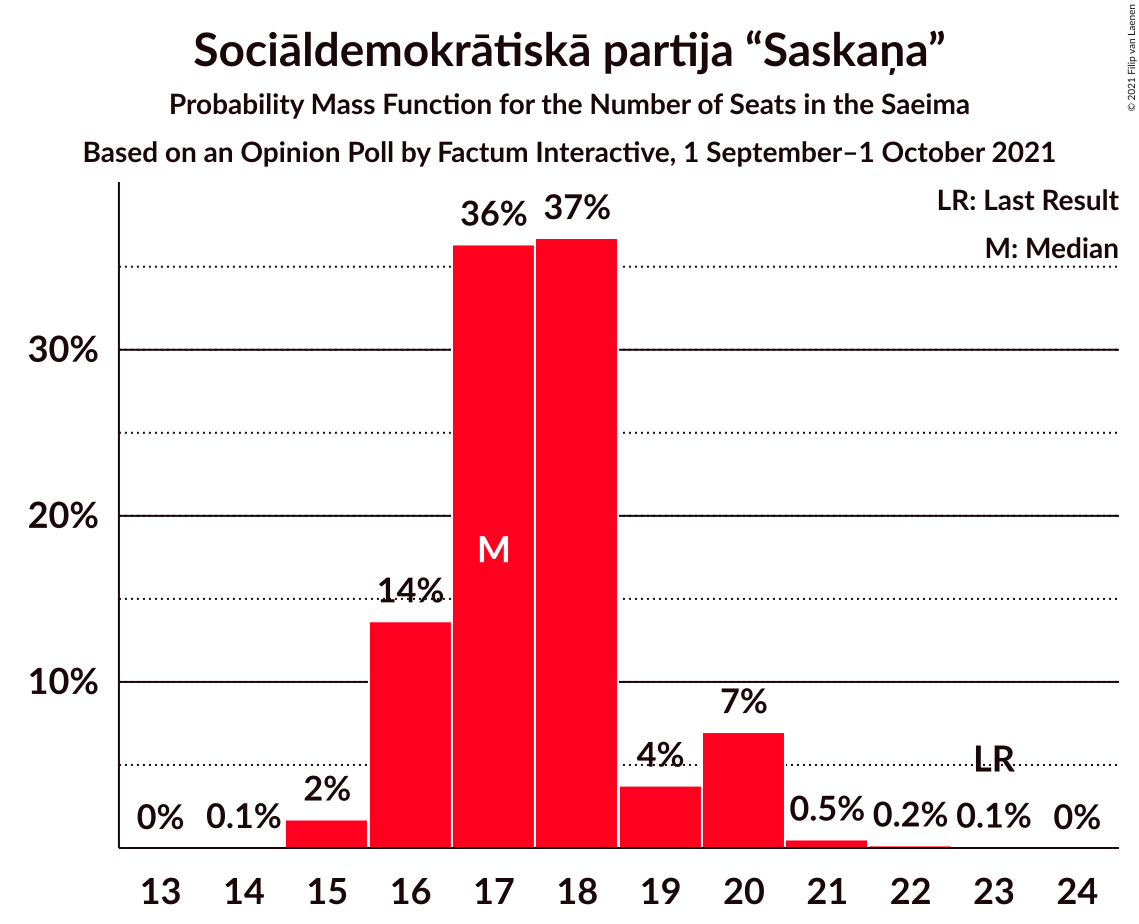 Sociāldemokrātiskā partija “Saskaņa”
Probability Mass Function for the Number of Seats in the Saeima
Based on an Opinion Poll by Factum Interactive, 1 September–1 October 2021
© 2021 Filip van Laenen
LR: Last Result
M: Median
30%
20%
10%
0%
0.1%
2%
14%
36%
37%
4%
7%
0.5%
0.2%
0.1%
0%
M
LR
13 14 15 16 17 18 19 20 21 22 23 24